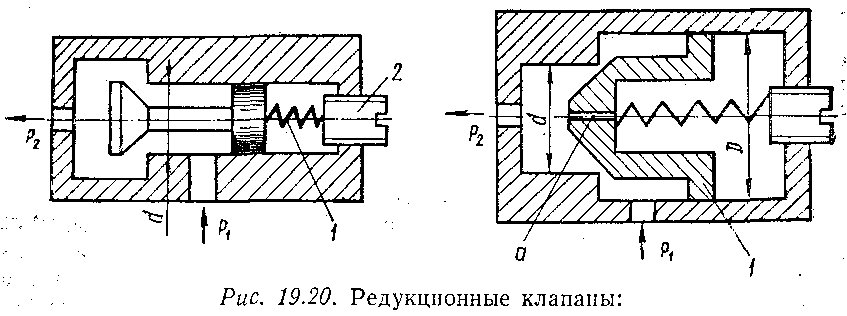 2
P₂
d
P₁
1
P₂
d
D
a
P₁
1
Рис. 19.20. Редукционные клапаны: